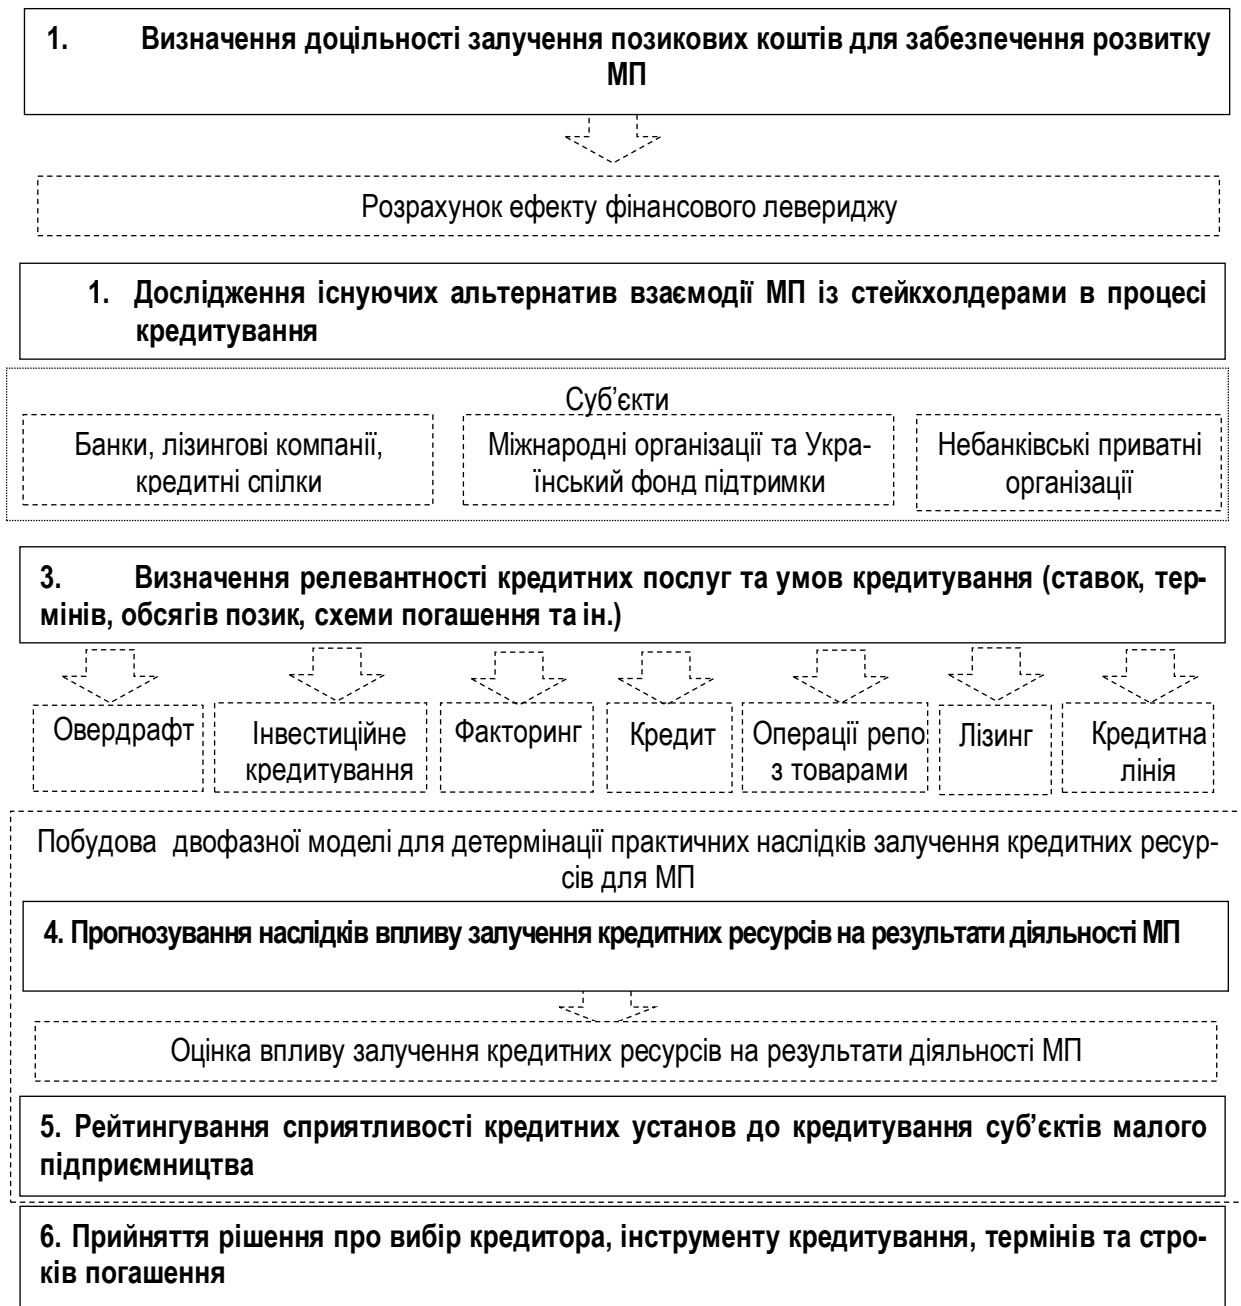 1. Визначення доцільності залучення позикових коштів для забезпечення розвитку
МП
Розрахунок ефекту фінансового левериджу
1. Дослідження існуючих альтернатив взаємодії МП із стейкхолдерами в процесі
кредитування
Суб’єкти
Банки, лізингові компанії,
кредитні спілки
Міжнародні організації та Укра-
їнський фонд підтримки
Небанківські приватні
організації
3. Визначення релевантності кредитних послуг та умов кредитування (ставок, тер-
мінів, обсягів позик, схеми погашення та ін.)
Овердрафт
Інвестиційне
кредитування
Факторинг
Кредит
Операції репо
з товарами
Лізинг
Кредитна
лінія
Побудова двофазної моделі для детермінації практичних наслідків залучення кредитних ресур-
сів для МП
4. Прогнозування наслідків впливу залучення кредитних ресурсів на результати діяльності МП
Оцінка впливу залучення кредитних ресурсів на результати діяльності МП
5. Рейтингування сприятливості кредитних установ до кредитування суб’єктів малого
підприємництва
6. Прийняття рішення про вибір кредитора, інструменту кредитування, термінів та стро-
ків погашення